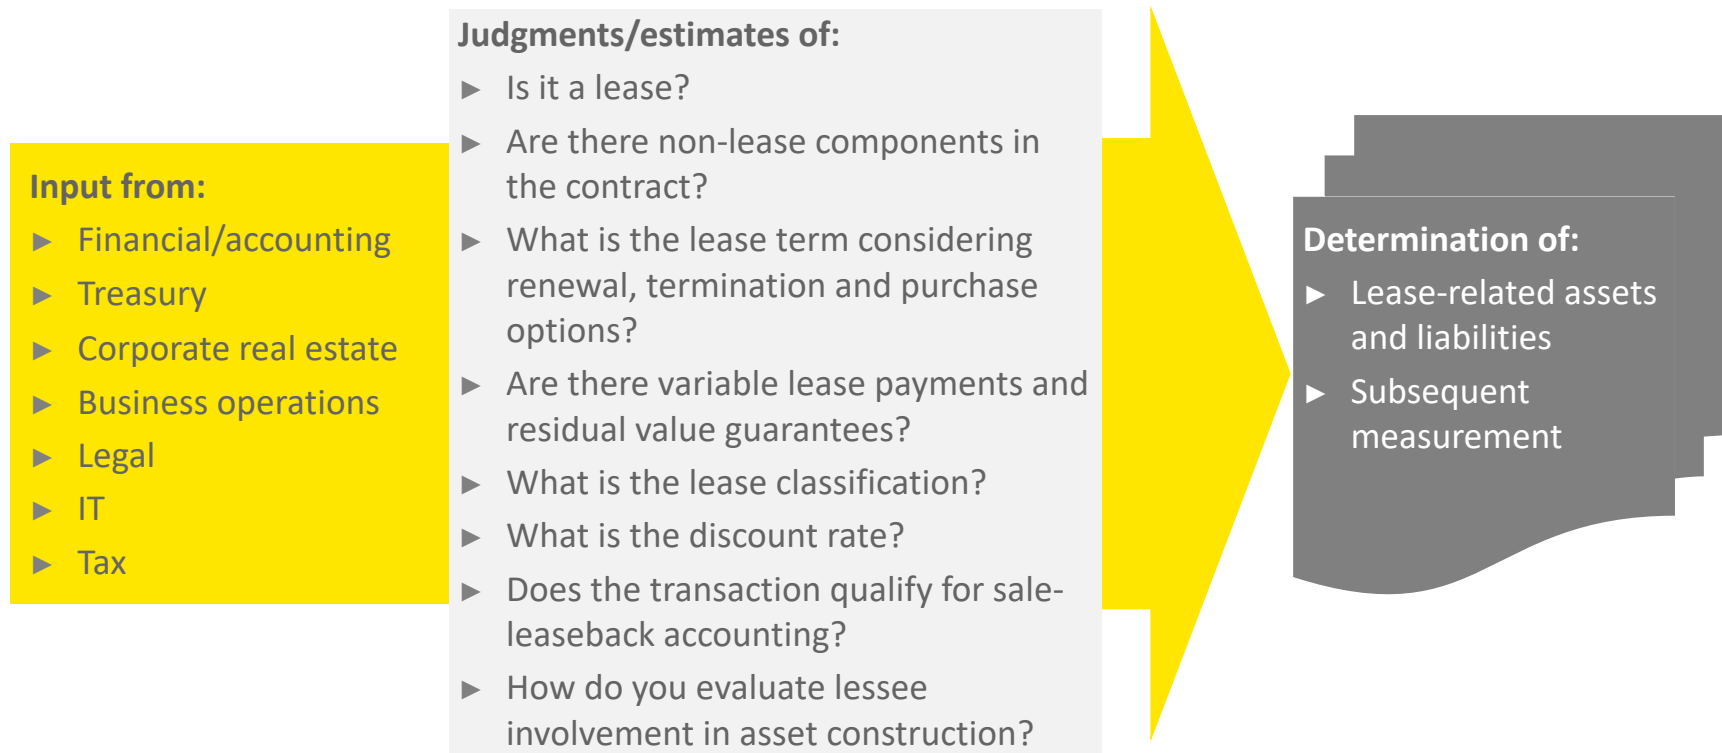 Input from:
► Financial/accounting
► Treasury
► Corporate real estate
► Business operations
► Legal
► IT
► Tax
Judgments/estimates of:
► Is it a lease?
► Are there non-lease components in
the contract?
► What is the lease term considering
renewal, termination and purchase
options?
► Are there variable lease payments and
residual value guarantees?
► What is the lease classification?
► What is the discount rate?
► Does the transaction qualify for sale-
leaseback accounting?
► How do you evaluate lessee
involvement in asset construction?
Determination of:
► Lease-related assets
and liabilities
► Subsequent
measurement